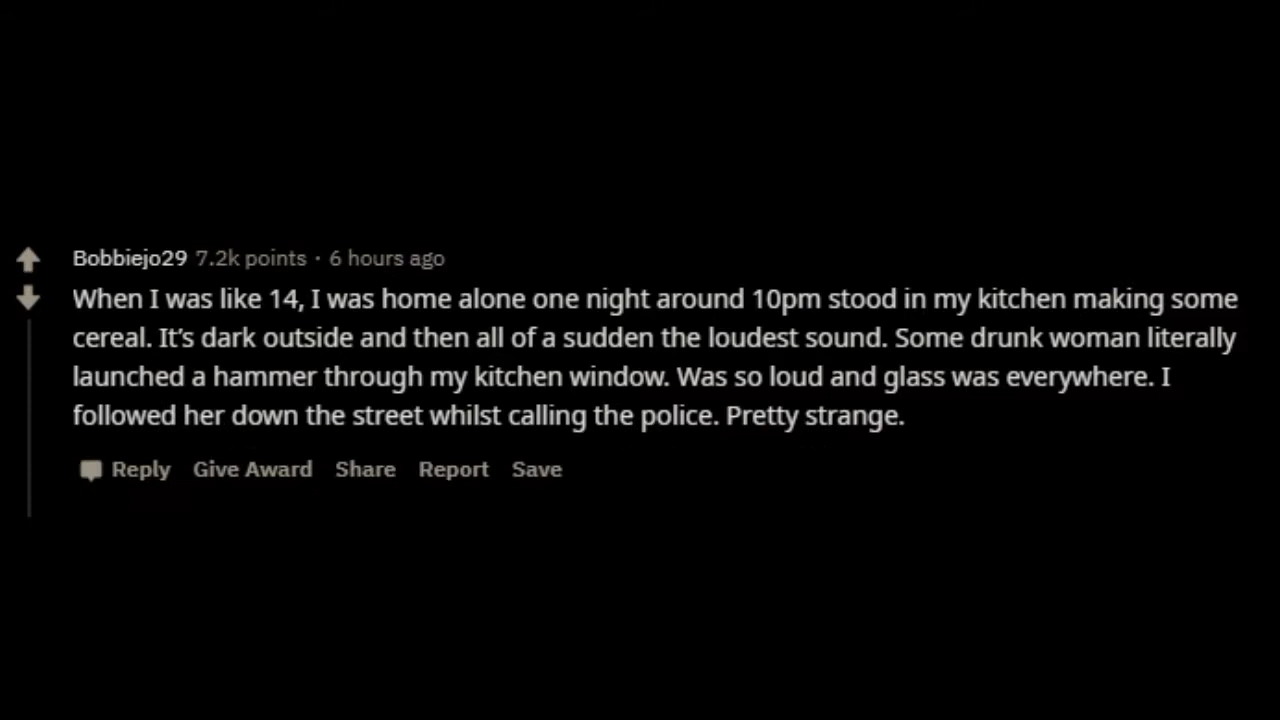 Bobbiejo29 7.2k points · 6 hours ago
When I was like 14, I was home alone one night around 10pm stood in my kitchen making some
cereal. It’s dark outside and then all of a sudden the loudest sound. Some drunk woman literally
launched a hammer through my kitchen window. Was so loud and glass was everywhere. I
followed her down the street whilst calling the police. Pretty strange.
Reply Give Award Share Report Save